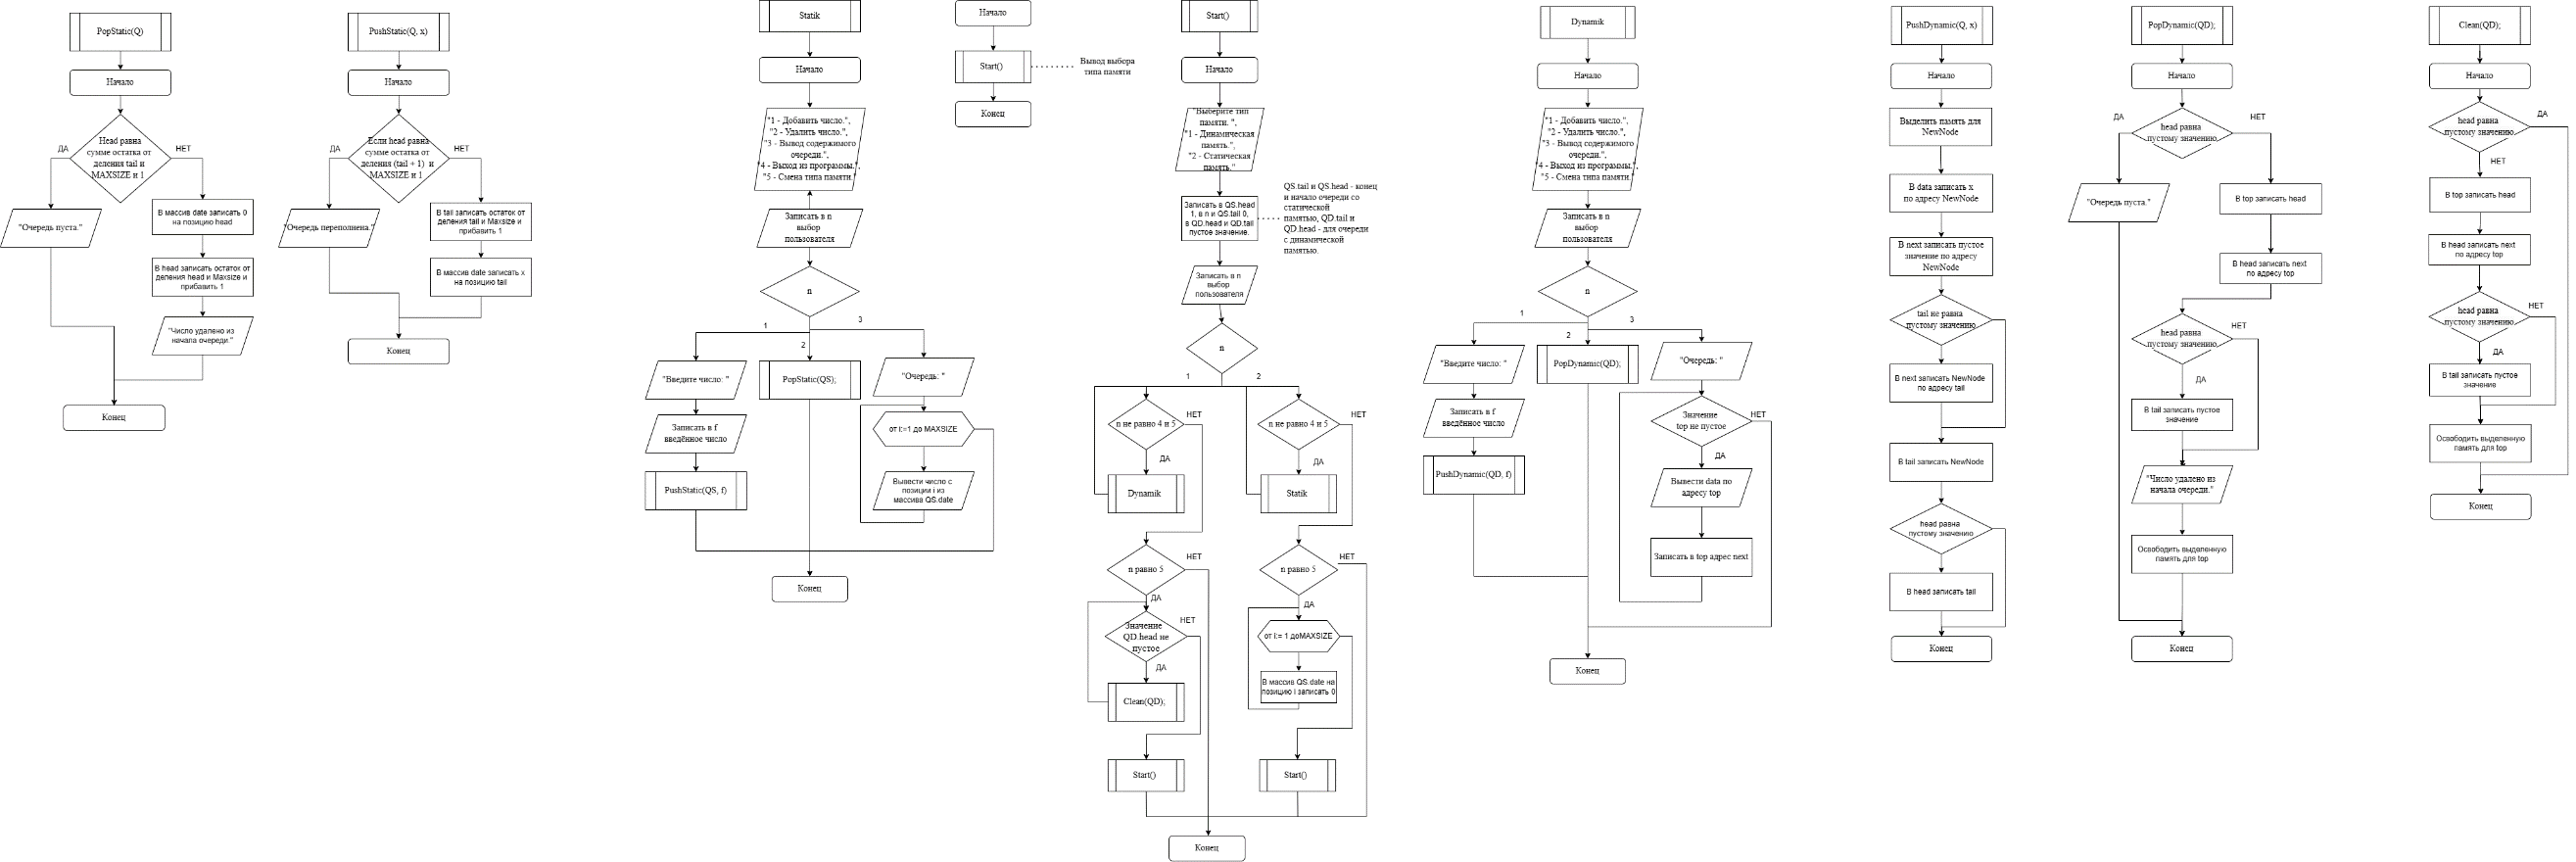 PopStatic(Q)
Начало
Head равна
сумме остатка от
деления tail и
MAXSIZE и 1
ДА
НЕТ
"Очередь пуста."
В массив date записать 0
на позицию head
В head записать остаток от
деления head и Maxsize и
прибавить 1
"Число удалено из
начала очереди."
Конец
PushStatic(Q, x)
Начало
Если head равна
сумме остатка от
деления (tail + 1) и
MAXSIZE и 1
ДА
НЕТ
"Очередь переполнена."
В tail записать остаток от
деления tail и Maxsize и
прибавить 1
В массив date записать x
на позицию tail
Конец
Statik
Начало
"1 - Добавить число.",
"2 - Удалить число.",
"3 - Вывод содержимого
очереди.",
"4 - Выход из программы.",
"5 - Смена типа памяти."
Записать в n
выбор
пользователя
n
1
2
3
"Введите число: "
Записать в f
введённое число
PushStatic(QS, f)
PopStatic(QS);
"Очередь: "
от i:=1 до MAXSIZE
Вывести число с
позиции i из
массива QS.date
Конец
Начало
Start()
Вывод выбора
типа памяти
Конец
Start()
Начало
"Выберите тип
памяти. ",
"1 - Динамическая
память.",
"2 - Статическая
память."
Записать в QS.head
1, в n и QS.tail 0,
в QD.head и QD.tail
пустое значение.
QS.tail и QS.head - конец
и начало очереди со
статической
памятью, QD.tail и
QD.head - для очереди
с динамической
памятью.
Записать в n
выбор
пользователя
n
1
2
n не равно 4 и 5
НЕТ
ДА
Dynamik
n равно 5
НЕТ
ДА
Значение
QD.head не
пустое
НЕТ
ДА
Clean(QD);
Start()
n не равно 4 и 5
НЕТ
ДА
Statik
n равно 5
НЕТ
ДА
от i:= 1 доMAXSIZE
В массив QS.date на
позицию i записать 0
Start()
Конец
Dynamik
Начало
"1 - Добавить число.",
"2 - Удалить число.",
"3 - Вывод содержимого
очереди.",
"4 - Выход из программы.",
"5 - Смена типа памяти."
Записать в n
выбор
пользователя
n
1
2
3
"Введите число: "
Записать в f
введённое число
PushDynamic(QD, f)
PopDynamic(QD);
"Очередь: "
Значение
top не пустое
НЕТ
ДА
Вывести data по
адресу top
Записать в top адрес next
Конец
PushDynamic(Q, x)
Начало
Выделить память для
NewNode
В data записать x
по адресу NewNode
В next записать пустое
значение по адресу
NewNode
tail не равна
пустому значению
В next записать NewNode
по адресу tail
В tail записать NewNode
head равна
пустому значению
В head записать tail
Конец
PopDynamic(QD);
Начало
ДА
head равна
пустому значению.
НЕТ
"Очередь пуста."
В top записать head
В head записать next
по адресу top
head равна
пустому значению.
НЕТ
ДА
В tail записать пустое
значение
"Число удалено из
начала очереди."
Освободить выделенную
память для top
Конец
Clean(QD);
Начало
head равна
пустому значению.
ДА
НЕТ
В top записать head
В head записать next
по адресу top
head равна
пустому значению.
НЕТ
ДА
В tail записать пустое
значение
Освободить выделенную
память для top
Конец